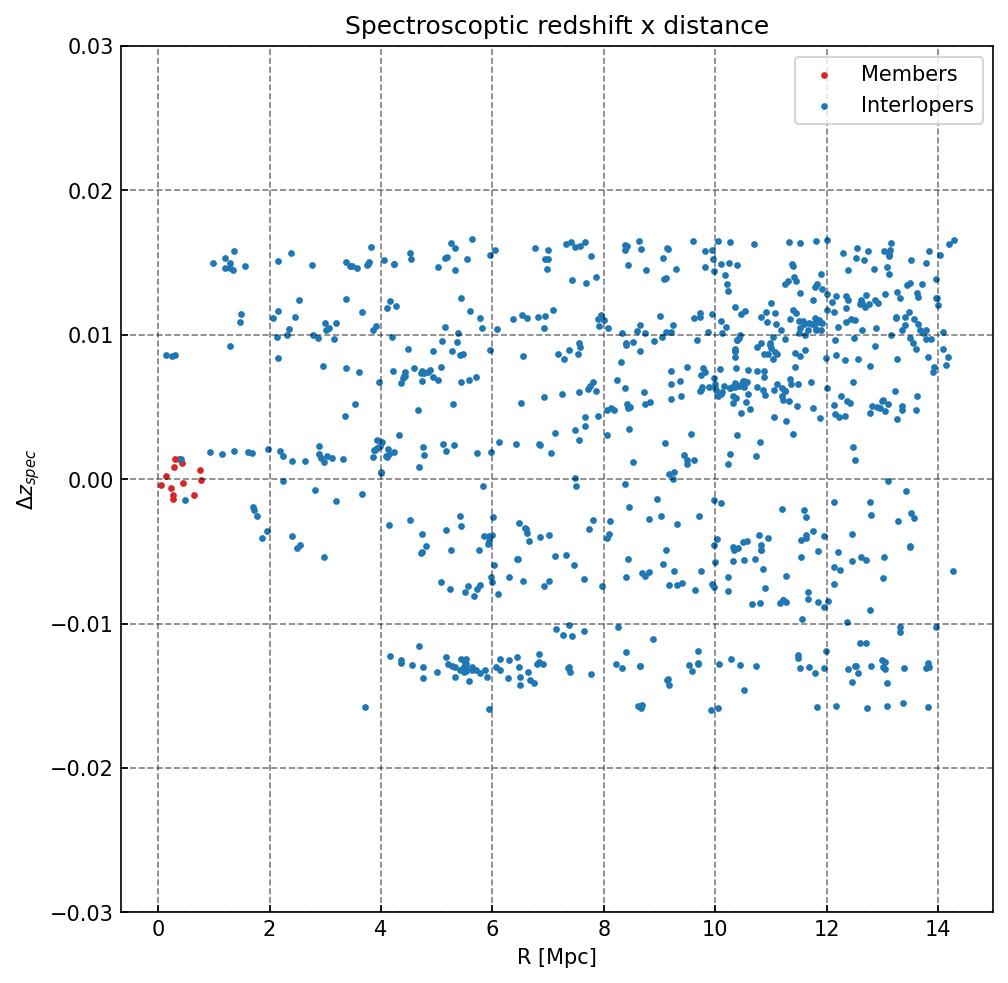 Spectroscoptic redshift x distance
Members
Interlopers
0.03
0.02
0.01
0.00
−0.01
−0.02
−0.03
Δz_spec
0 2 4 6 8 10 12 14
R [Mpc]